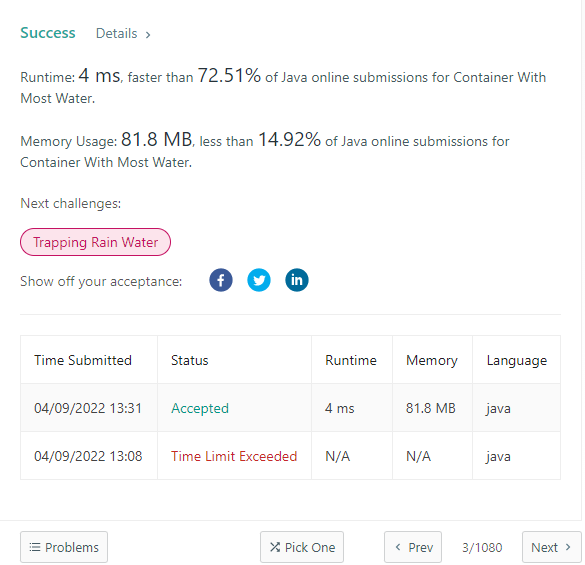 Success Details >
Runtime: 4 ms, faster than 72.51% of Java online submissions for Container With
Most Water.
Memory Usage: 81.8 MB, less than 14.92% of Java online submissions for
Container With Most Water.
Next challenges:
Trapping Rain Water
Show off your acceptance: f in
Time Submitted Status Runtime Memory Language
04/09/2022 13:31 Accepted 4 ms 81.8 MB java
04/09/2022 13:08 Time Limit Exceeded N/A N/A java
Problems Pick One < Prev 3/1080 Next >